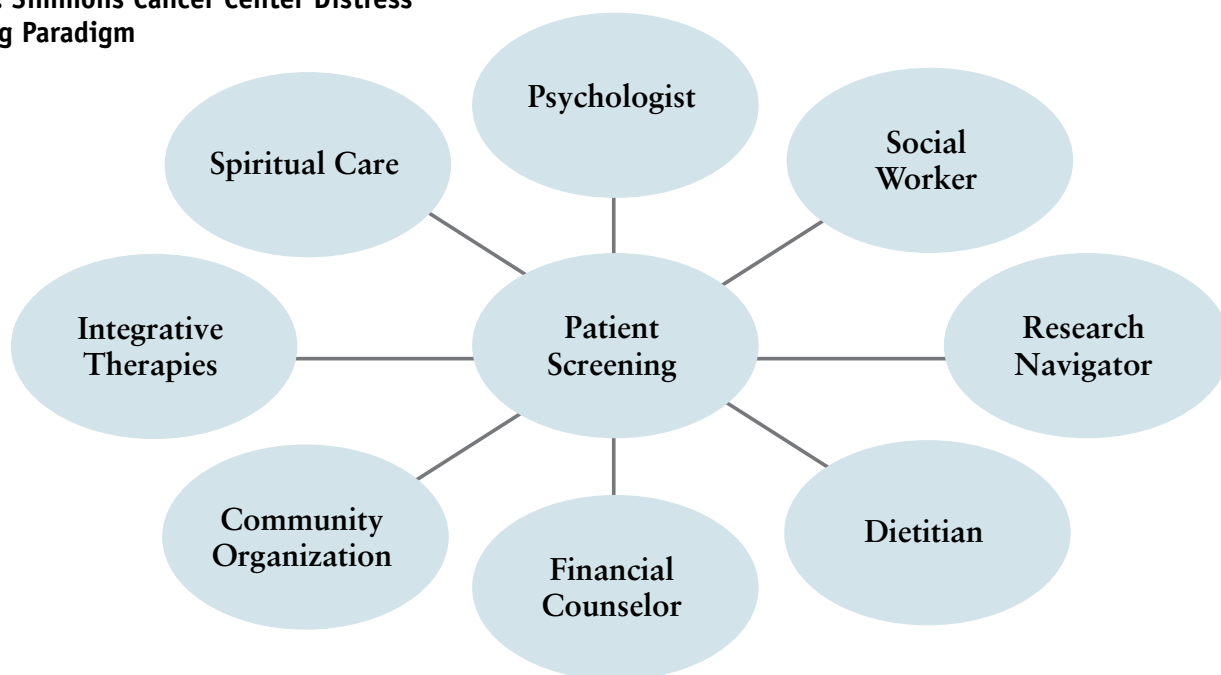 Simmons Cancer Center Distress
Paradigm
Psychologist
Spiritual Care
Social
Worker
Integrative
Therapies
Patient
Screening
Research
Navigator
Community
Organization
Financial
Counselor
Dietitian